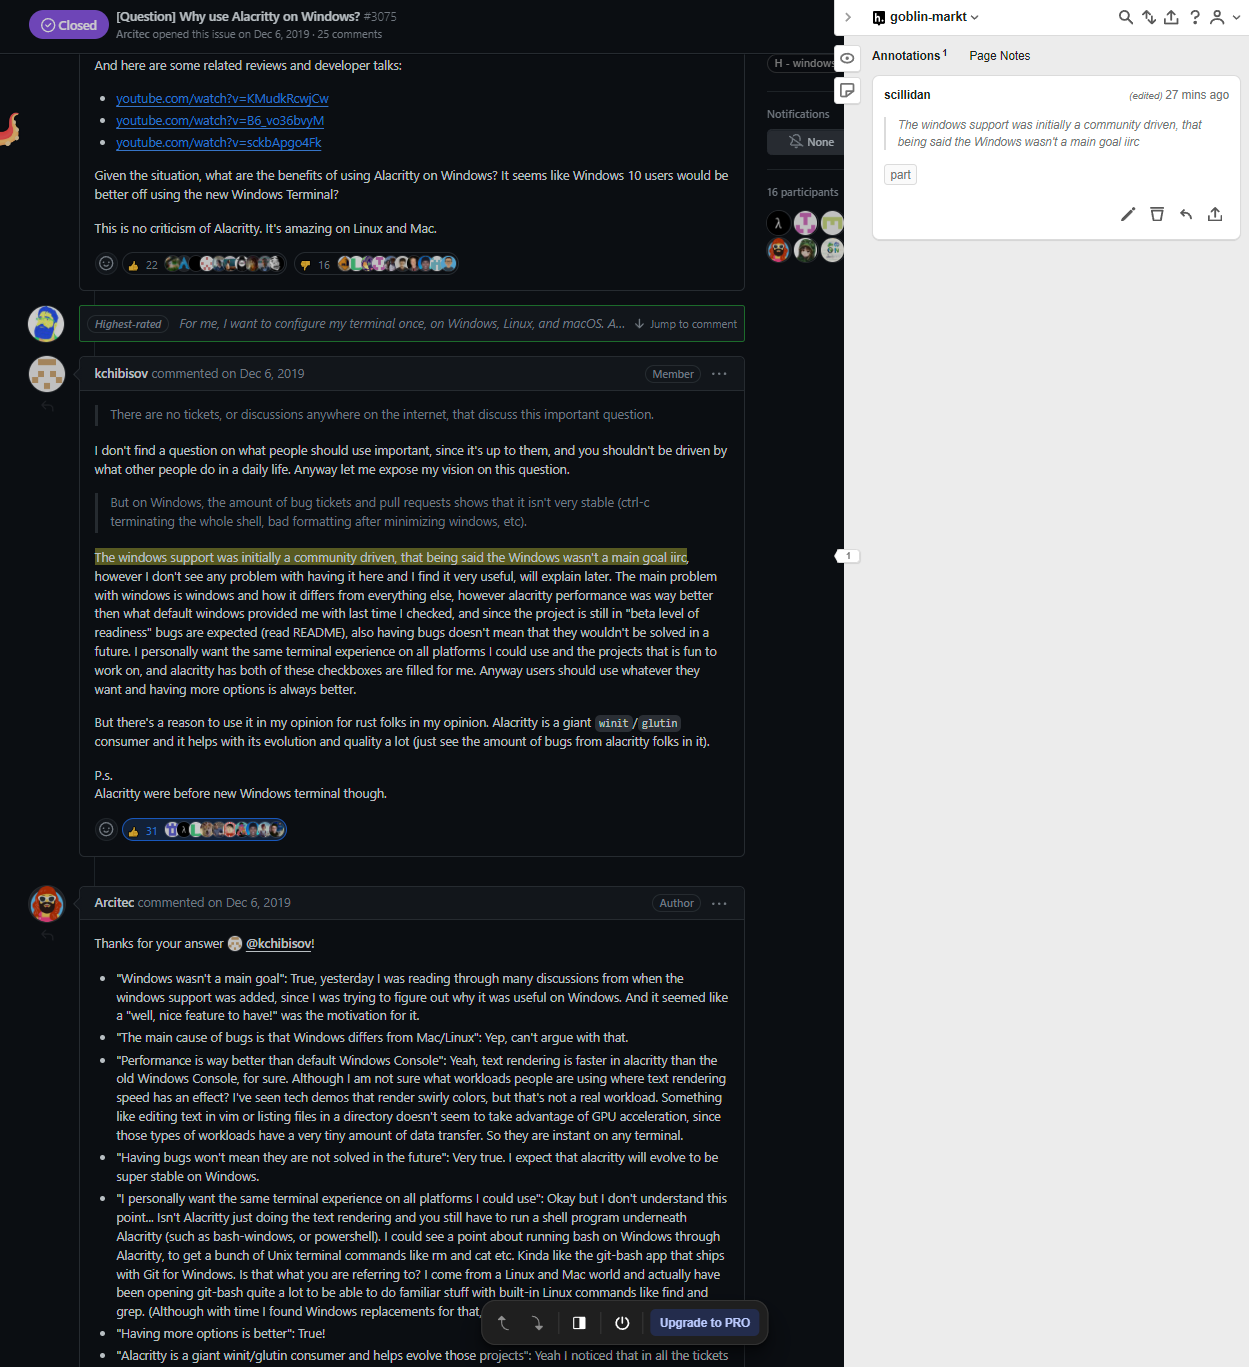 Closed
[Question] Why use Alacritty on Windows? #3075
Arcitec opened this issue on Dec 6, 2019 · 25 comments
And here are some related reviews and developer talks:
youtube.com/watch?v=KMudkRcwjCw
youtube.com/watch?v=B6_vo36bvyM
youtube.com/watch?v=sckbApgo4Fk
Given the situation, what are the benefits of using Alacritty on Windows? It seems like Windows 10 users would be
better off using the new Windows Terminal?
This is no criticism of Alacritty. It's amazing on Linux and Mac.
22
16
H - windows
Notifications
None
16 participants
Highest-rated For me, I want to configure my terminal once, on Windows, Linux, and macOS. A... Jump to comment
kchibisov commented on Dec 6, 2019
Member
There are no tickets, or discussions anywhere on the internet, that discuss this important question.
I don't find a question on what people should use important, since it's up to them, and you shouldn't be driven by
what other people do in a daily life. Anyway let me expose my vision on this question.
But on Windows, the amount of bug tickets and pull requests shows that it isn't very stable (ctrl-c
terminating the whole shell, bad formatting after minimizing windows, etc).
The windows support was initially a community driven, that being said the Windows wasn't a main goal iirc,
however I don't see any problem with having it here and I find it very useful, will explain later. The main problem
with windows is windows and how it differs from everything else, however alacritty performance was way better
then what default windows provided me with last time I checked, and since the project is still in "beta level of
readiness" bugs are expected (read README), also having bugs doesn't mean that they wouldn't be solved in a
future. I personally want the same terminal experience on all platforms I could use and the projects that is fun to
work on, and alacritty has both of these checkboxes are filled for me. Anyway users should use whatever they
want and having more options is always better.
But there's a reason to use it in my opinion for rust folks in my opinion. Alacritty is a giant winit/glutin
consumer and it helps with its evolution and quality a lot (just see the amount of bugs from alacritty folks in it).
P.s.
Alacritty were before new Windows terminal though.
31
Arcitec commented on Dec 6, 2019
Author
Thanks for your answer @kchibisov!
"Windows wasn't a main goal": True, yesterday I was reading through many discussions from when the
windows support was added, since I was trying to figure out why it was useful on Windows. And it seemed like
a "well, nice feature to have!" was the motivation for it.
"The main cause of bugs is that Windows differs from Mac/Linux": Yep, can't argue with that.
"Performance is way better than default Windows Console": Yeah, text rendering is faster in alacritty than the
old Windows Console, for sure. Although I am not sure what workloads people are using where text rendering
speed has an effect? I've seen tech demos that render swirly colors, but that's not a real workload. Something
like editing text in vim or listing files in a directory doesn't seem to take advantage of GPU acceleration, since
those types of workloads have a very tiny amount of data transfer. So they are instant on any terminal.
"Having bugs won't mean they are not solved in the future": Very true. I expect that alacritty will evolve to be
super stable on Windows.
"I personally want the same terminal experience on all platforms I could use": Okay but I don't understand this
point... Isn't Alacritty just doing the text rendering and you still have to run a shell program underneath
Alacritty (such as bash-windows, or powershell). I could see a point about running bash on Windows through
Alacritty, to get a bunch of Unix terminal commands like rm and cat etc. Kinda like the git-bash app that ships
with Git for Windows. Is that what you are referring to? I come from a Linux and Mac world and actually have
been opening git-bash quite a lot to be able to do familiar stuff with built-in Linux commands like find and
grep. (Although with time I found Windows replacements for that,
"Having more options is better": True!
"Alacritty is a giant winit/glutin consumer and helps evolve those projects": Yeah I noticed that in all the tickets
Upgrade to PRO
h.
goblin-markt
Annotations 1
Page Notes
scillidan
(edited) 27 mins ago
The windows support was initially a community driven, that
being said the Windows wasn't a main goal iirc
part
1